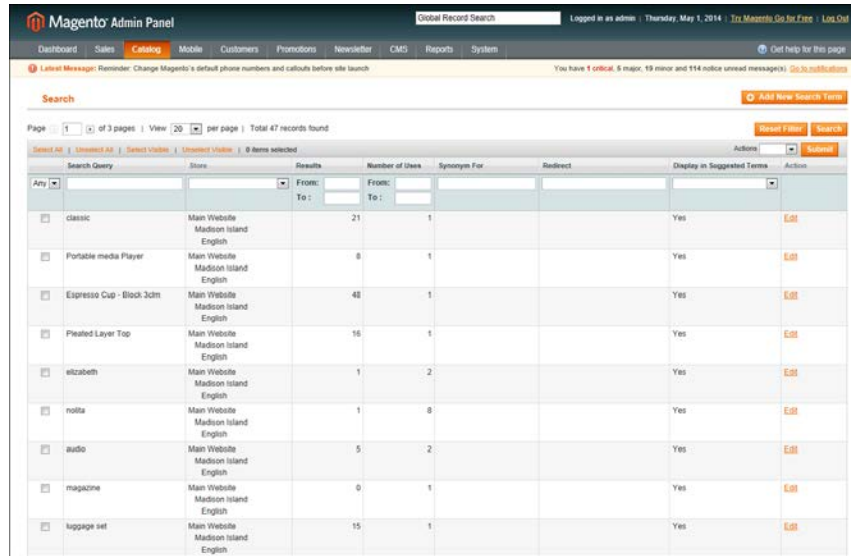 Magento® Admin Panel
Global Record Search
Logged in as admin | Thursday, May 1, 2014 | Try Magento Go for Free | Log Out
Dashboard Sales Catalog Mobile Customers Promotions Newsletter CMS Reports System
Get help for this page
Latest Message: Reminder: Change Magento's default phone numbers and callouts before site launch
You have 1 critical, 5 major, 19 minor and 114 notice unread message(s). Go to notifications
Search
Add New Search Term
Page 1 of 3 pages | View 20 per page | Total 47 records found
Reset Filter Search
Select All | Unselect All | Select Visible | Unselect Visible | 0 items selected
Actions Submit
Search Query Store Results Number of Uses Synonym For Redirect Display in Suggested Terms Action
Any From: From:
To : To :
classic Main Website 21 1 Yes Edit
Madison Island
English
Portable media Player Main Website 8 1 Yes Edit
Madison Island
English
Espresso Cup - Block 3clm Main Website 48 1 Yes Edit
Madison Island
English
Pleated Layer Top Main Website 16 1 Yes Edit
Madison Island
English
elizabeth Main Website 1 2 Yes Edit
Madison Island
English
nolita Main Website 1 8 Yes Edit
Madison Island
English
audio Main Website 5 2 Yes Edit
Madison Island
English
magazine Main Website 0 1 Yes Edit
Madison Island
English
luggage set Main Website 15 1 Yes Edit
Madison Island
English